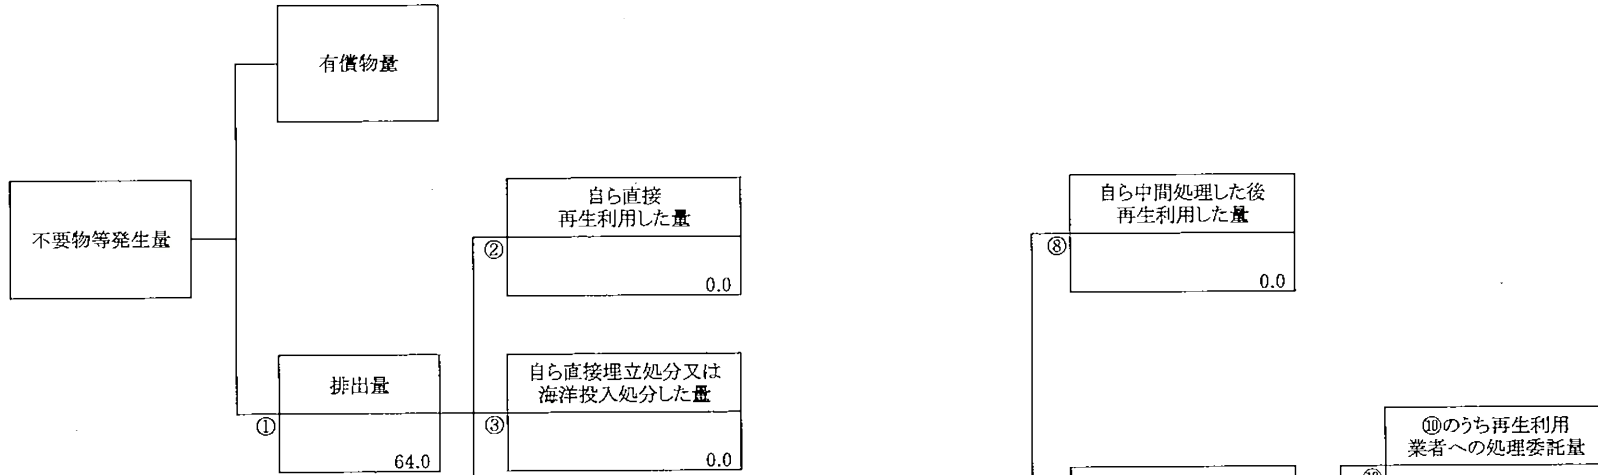 有償物量
不要物等発生量
自ら直接
再生利用した量
②
0.0
自ら中間処理した後
再生利用した量
⑧
0.0
排出量
①
64.0
自ら直接埋立処分又は
海洋投入処分した量
③
0.0
⑩のうち再生利用
業者への処理委託量